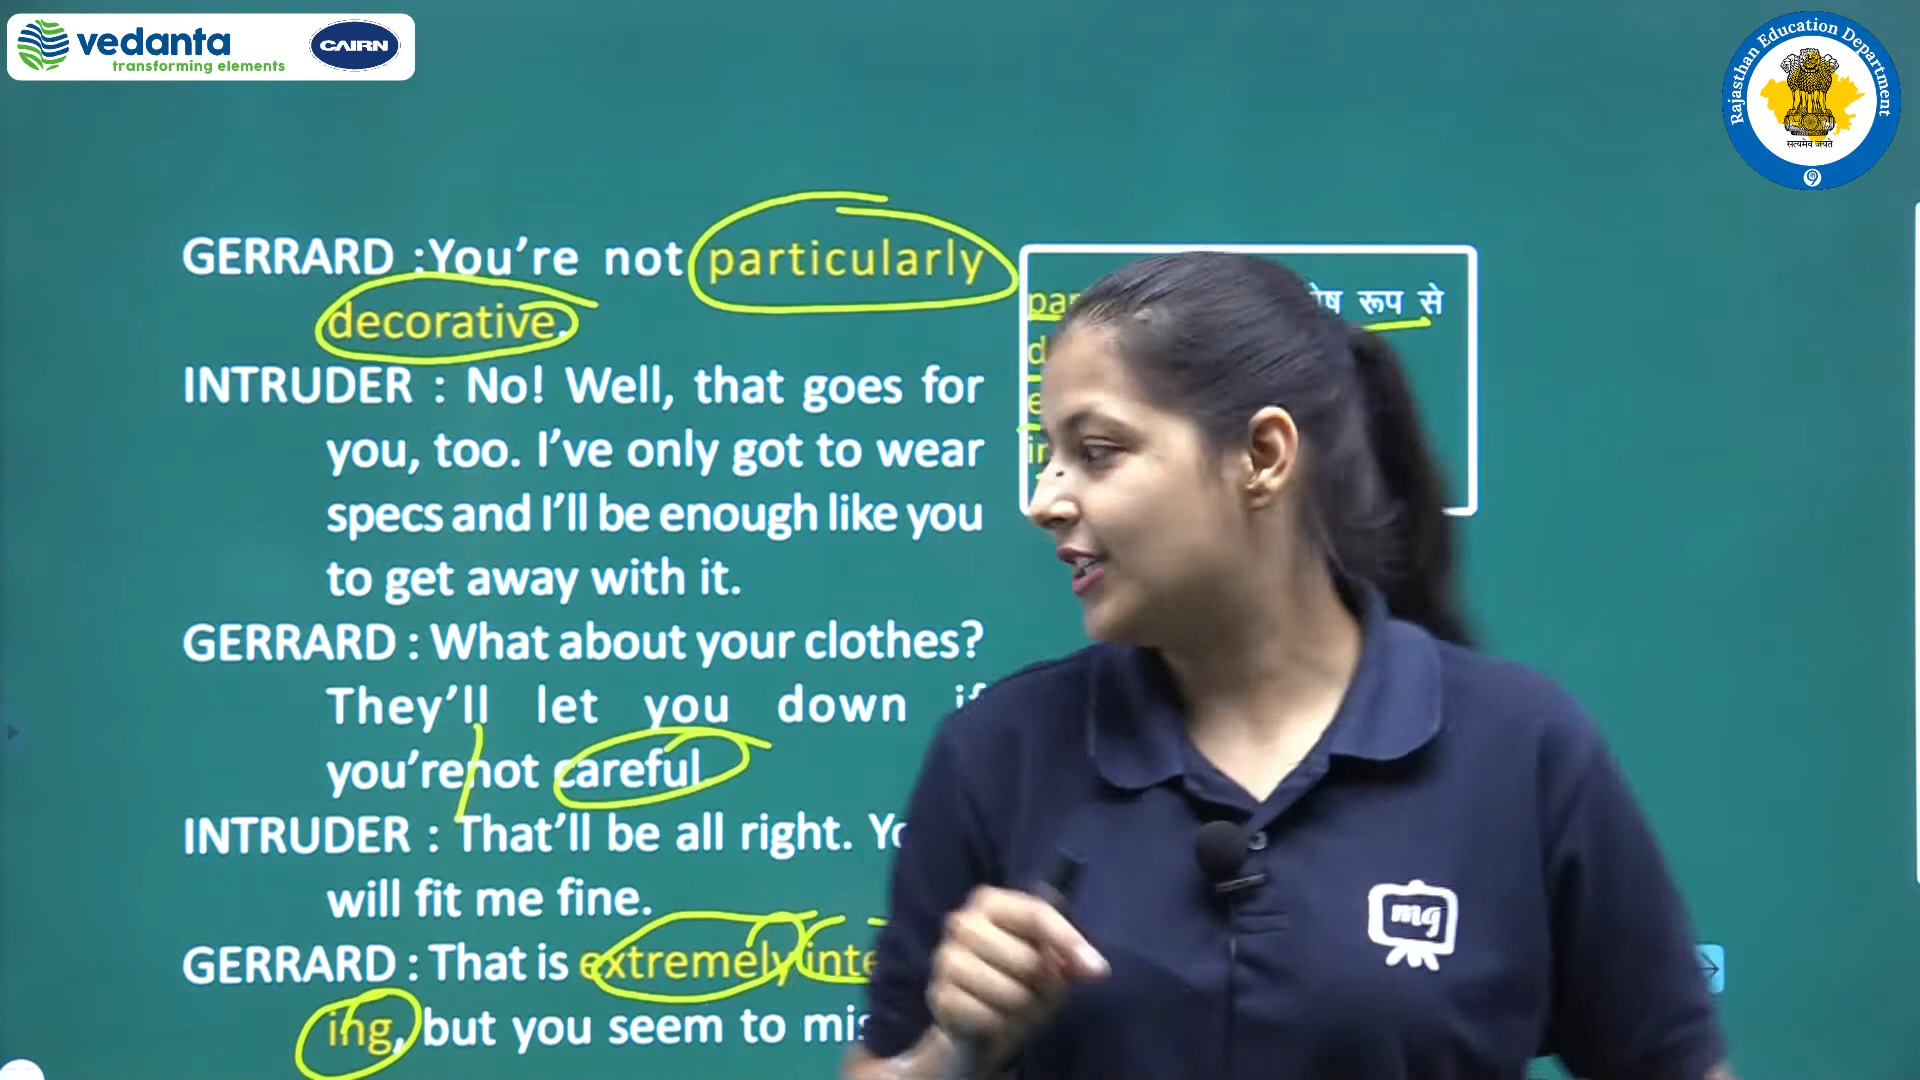 vedanta
transforming elements
CAIRN
Rajasthan Education Department
सत्यमेव जयते
GERRARD :You're not particularly
decorative.
INTRUDER : No! Well, that goes for
you, too. I've only got to wear
specs and I'll be enough like you
to get away with it.
GERRARD : What about your clothes?
They'll let you down if
you'renot careful
INTRUDER : That'll be all right.
will fit me fine.
GERRARD : That is extremely
ing, but you seem to
रूप से
mg